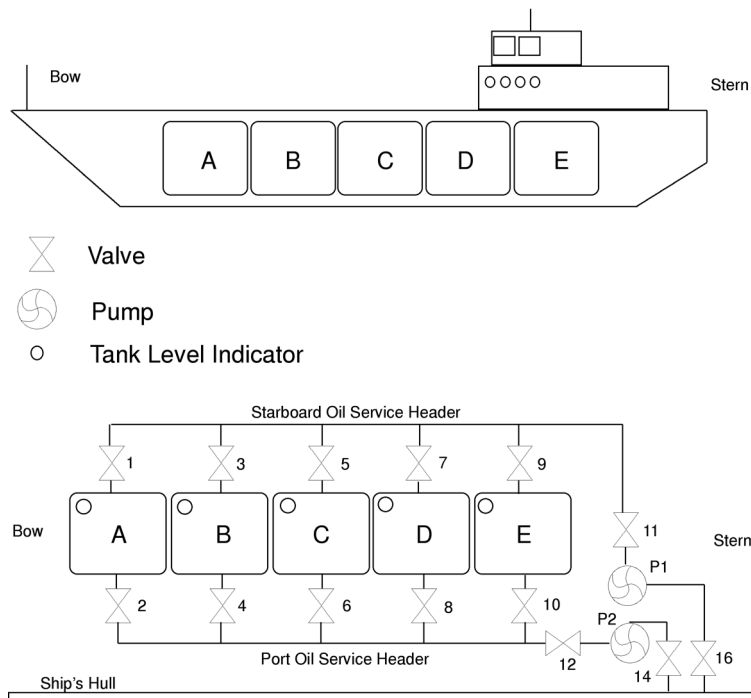 Bow
Stern
A B C D E
Valve
Pump
Tank Level Indicator
Starboard Oil Service Header
1 3 5 7 9
Bow
A B C D E
11
Stern
P1
2 4 6 8 10
P2
Port Oil Service Header
12
14
16
Ship's Hull